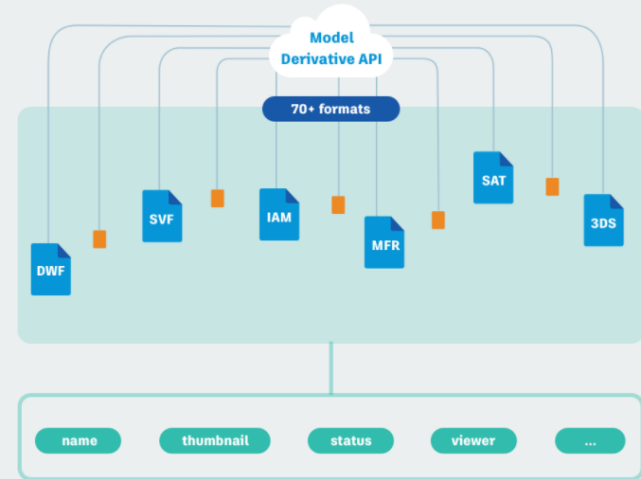 Model
Derivative API
70+ formats
SAT
SVF
IAM
3DS
MFR
DWF
name
thumbnail
status
viewer
...